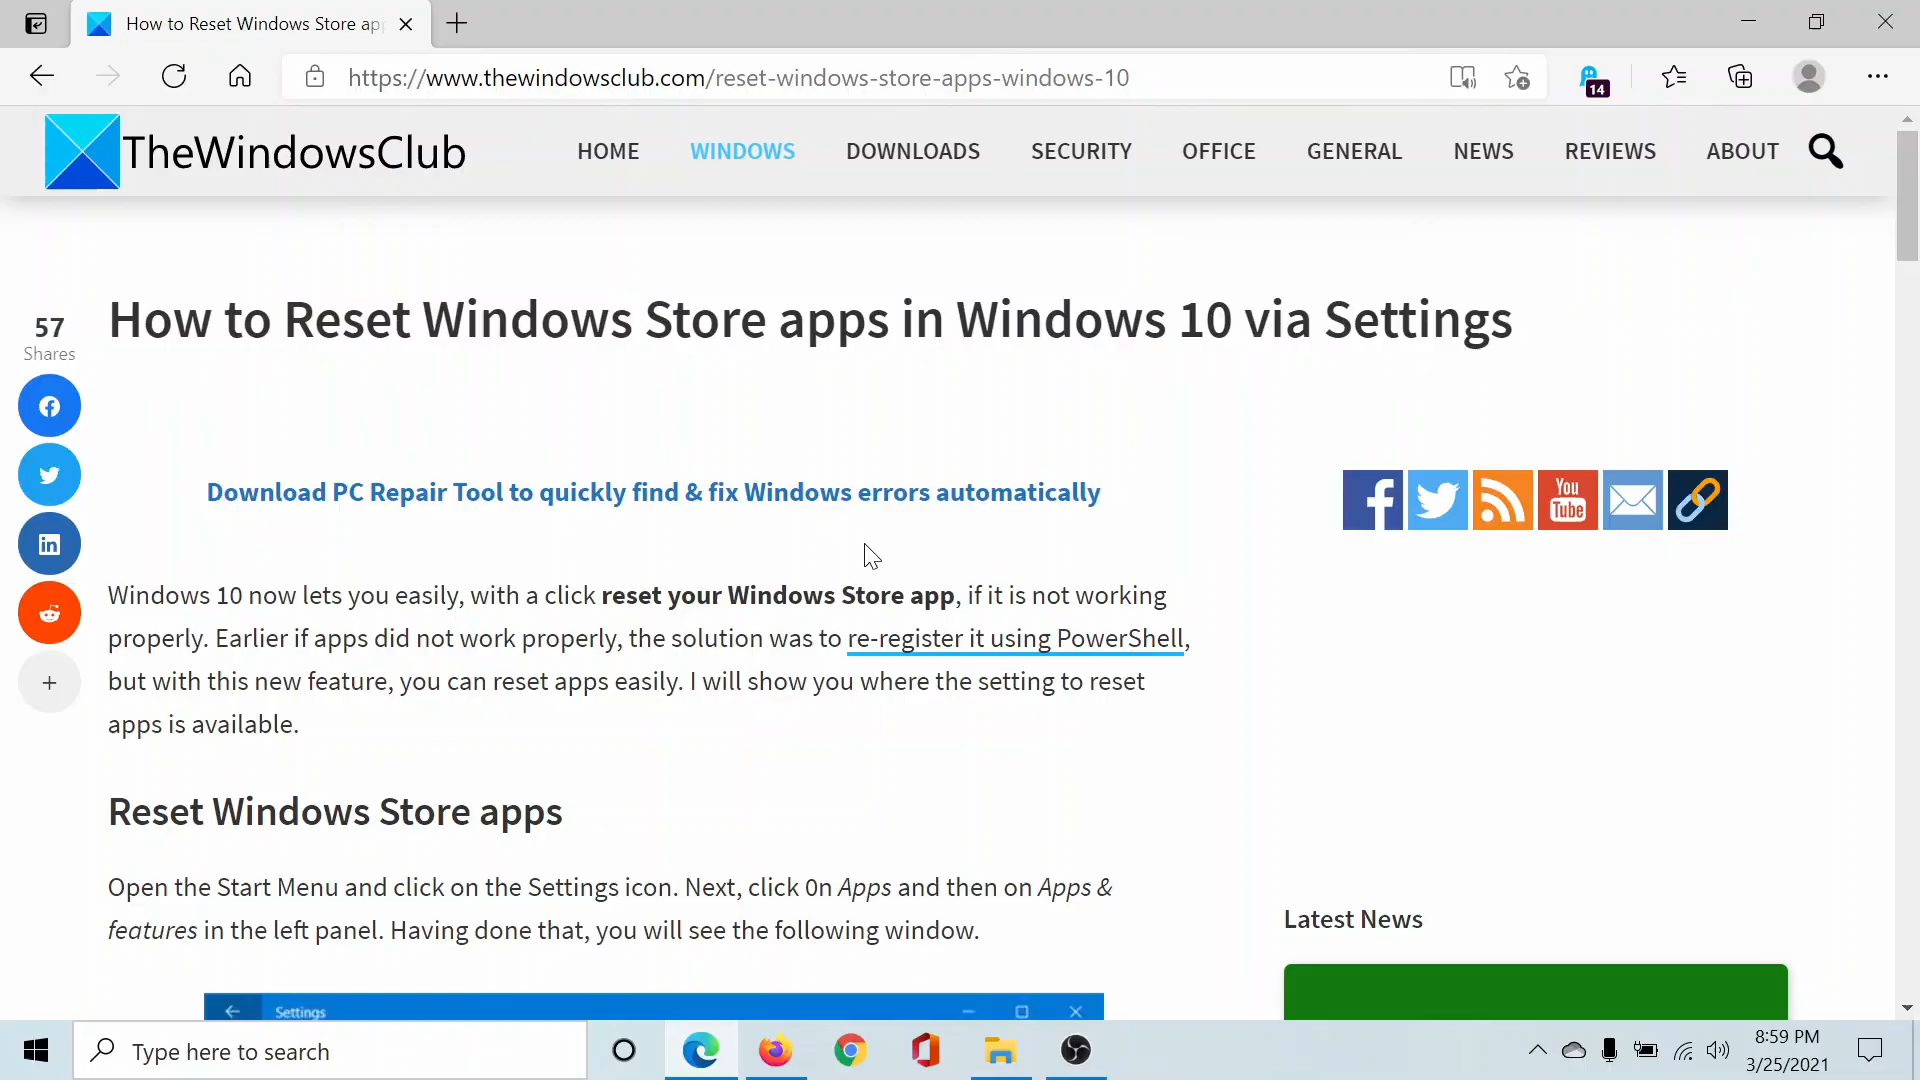 How to Reset Windows Store ap
https://www.thewindowsclub.com/reset-windows-store-apps-windows-10
14
TheWindowsClub
HOME WINDOWS DOWNLOADS SECURITY OFFICE GENERAL NEWS REVIEWS ABOUT
How to Reset Windows Store apps in Windows 10 via Settings
57
Shares
Download PC Repair Tool to quickly find & fix Windows errors automatically
You
Tube
Windows 10 now lets you easily, with a click reset your Windows Store app, if it is not working
properly. Earlier if apps did not work properly, the solution was to re-register it using PowerShell,
but with this new feature, you can reset apps easily. I will show you where the setting to reset
apps is available.
Reset Windows Store apps
Open the Start Menu and click on the Settings icon. Next, click 0n Apps and then on Apps &
features in the left panel. Having done that, you will see the following window.
Latest News
Settings
Type here to search
8:59 PM
3/25/2021